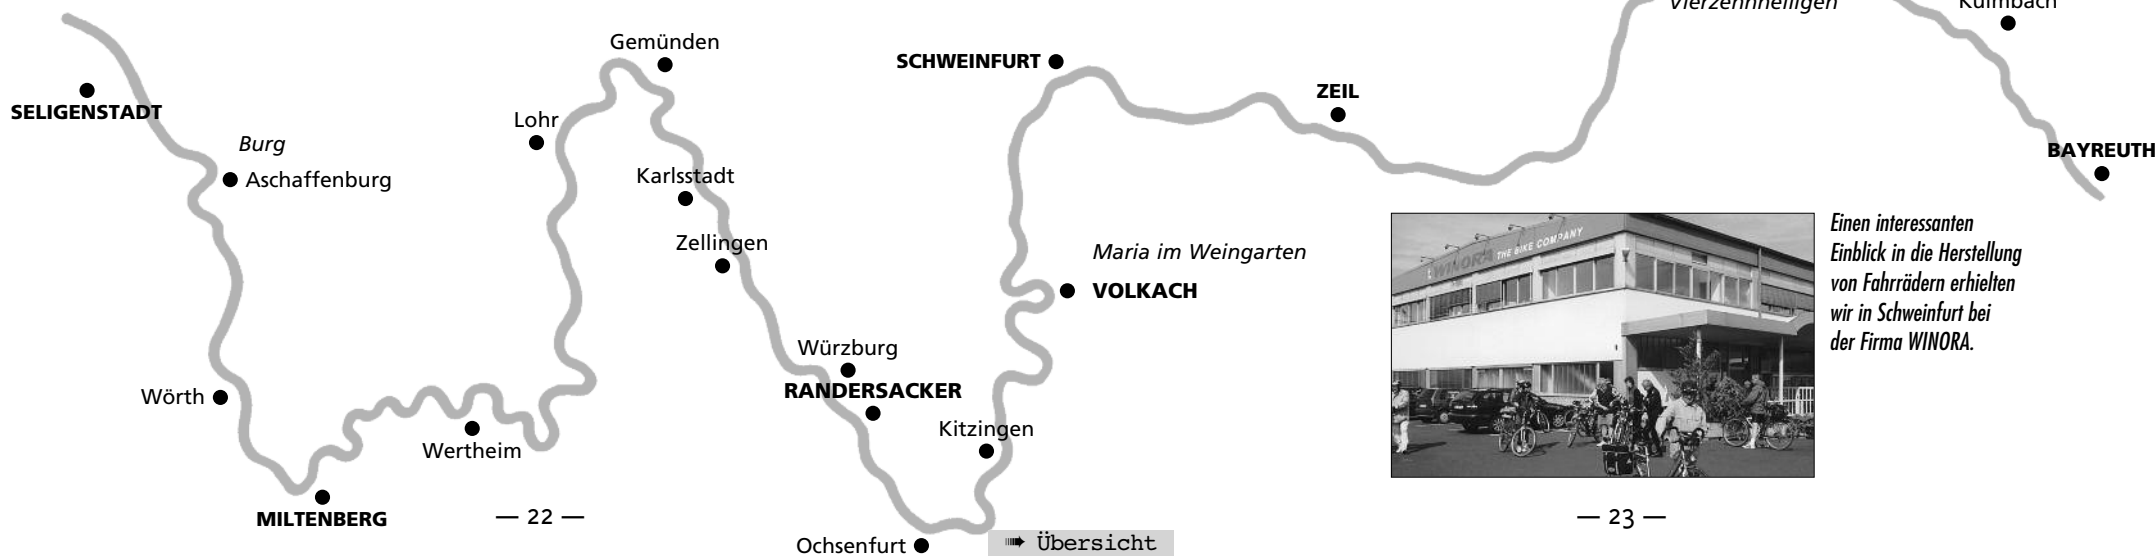 Vierzehnheiligen
Kulmbach
Gemünden
SCHWEINFURT
ZEIL
SELIGENSTADT
Lohr
Burg
Aschaffenburg
BAYREUTH
Karlsstadt
Zellingen
Maria im Weingarten
VOLKACH
WINORA THE BIKE COMPANY
Einen interessanten
Einblick in die Herstellung
von Fahrrädern erhielten
wir in Schweinfurt bei
der Firma WINORA.
Würzburg
RANDERSACKER
Wörth
Kitzingen
Wertheim
MILTENBERG
— 22 —
— 23 —
Ochsenfurt
➠ Übersicht